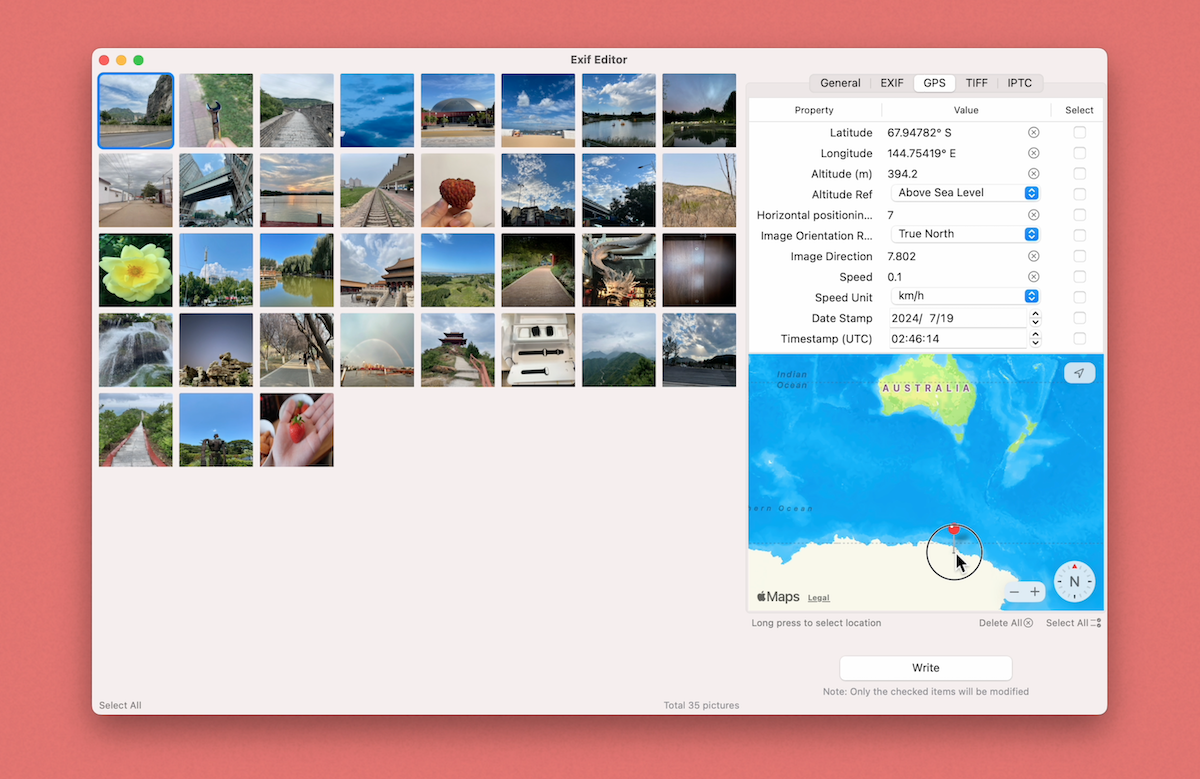 Exif Editor
General EXIF GPS TIFF IPTC
Property Value Select
Latitude 67.94782° S
Longitude 144.75419° E
Altitude (m) 394.2
Altitude Ref Above Sea Level
Horizontal positionin... 7
Image Orientation R... True North
Image Direction 7.802
Speed 0.1
Speed Unit km/h
Date Stamp 2024/ 7/19
Timestamp (UTC) 02:46:14
Indian
Ocean
AUSTRALIA
ern Ocean
N
Maps Legal
Long press to select location Delete All Select All
Write
Note: Only the checked items will be modified
Select All Total 35 pictures